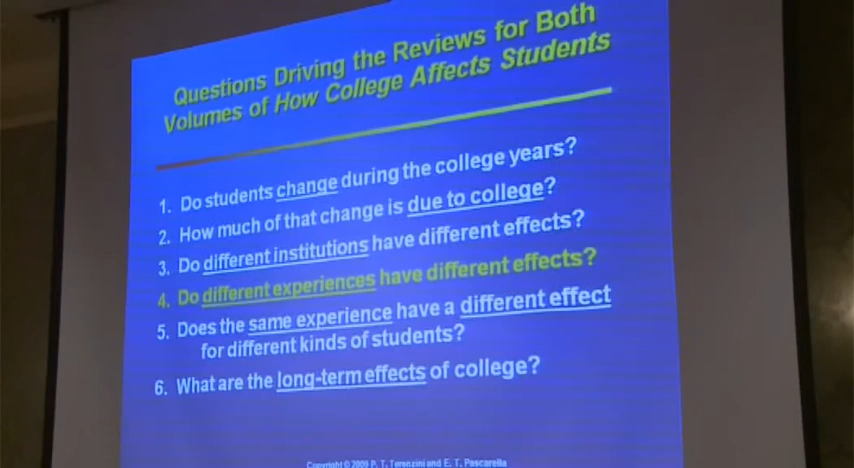 Questions Driving the Reviews for Both
Volumes of How College Affects Students
1. Do students change during the college years?
2. How much of that change is due to college?
3. Do different institutions have different effects?
4. Do different experiences have different effects?
5. Does the same experience have a different effect
for different kinds of students?
6. What are the long-term effects of college?
Copyright © 2009 P. T. Terenzini and E. T. Pascarella